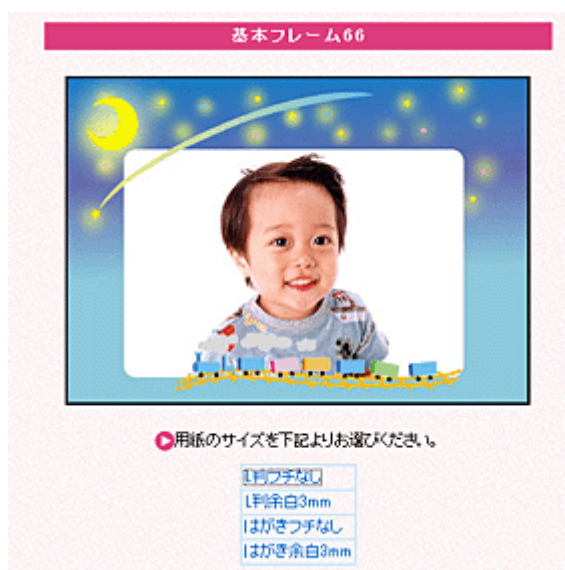 基本フレーム66
用紙のサイズを下記よりお選びください。
L判フチなし
L判余白3mm
はがきフチなし
はがき余白3mm